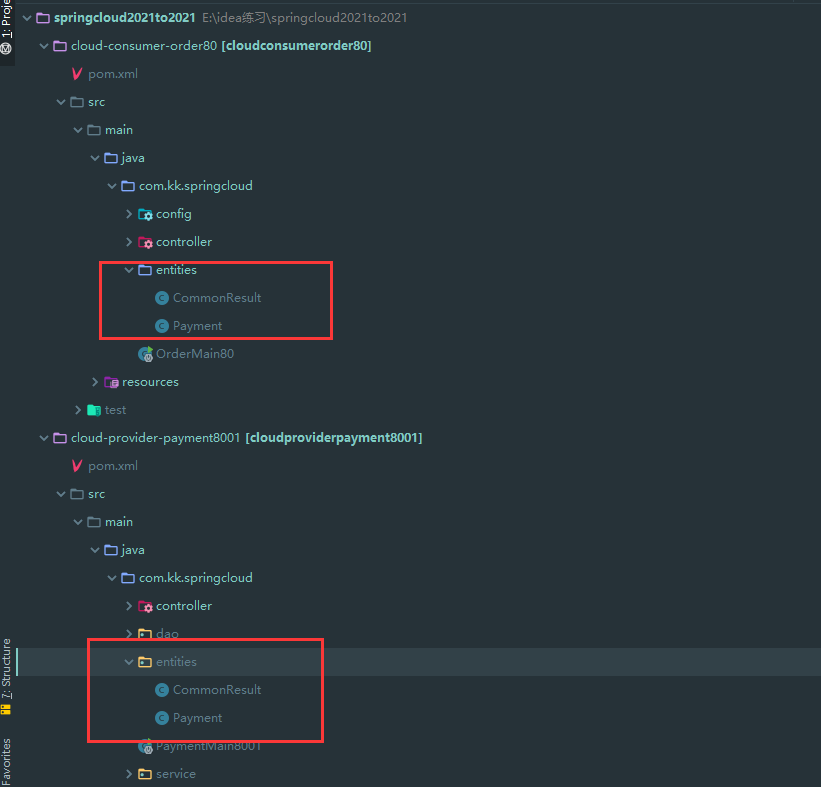 1: Proje
springcloud2021to2021 E:\idea练习\springcloud2021to2021
cloud-consumer-order80 [cloudconsumerorder80]
pom.xml
src
main
java
com.kk.springcloud
config
controller
entities
CommonResult
Payment
OrderMain80
resources
test
cloud-provider-payment8001 [cloudproviderpayment8001]
pom.xml
src
main
java
com.kk.springcloud
controller
dao
entities
CommonResult
Payment
PaymentMain8001
service
7: Structure
Favorites